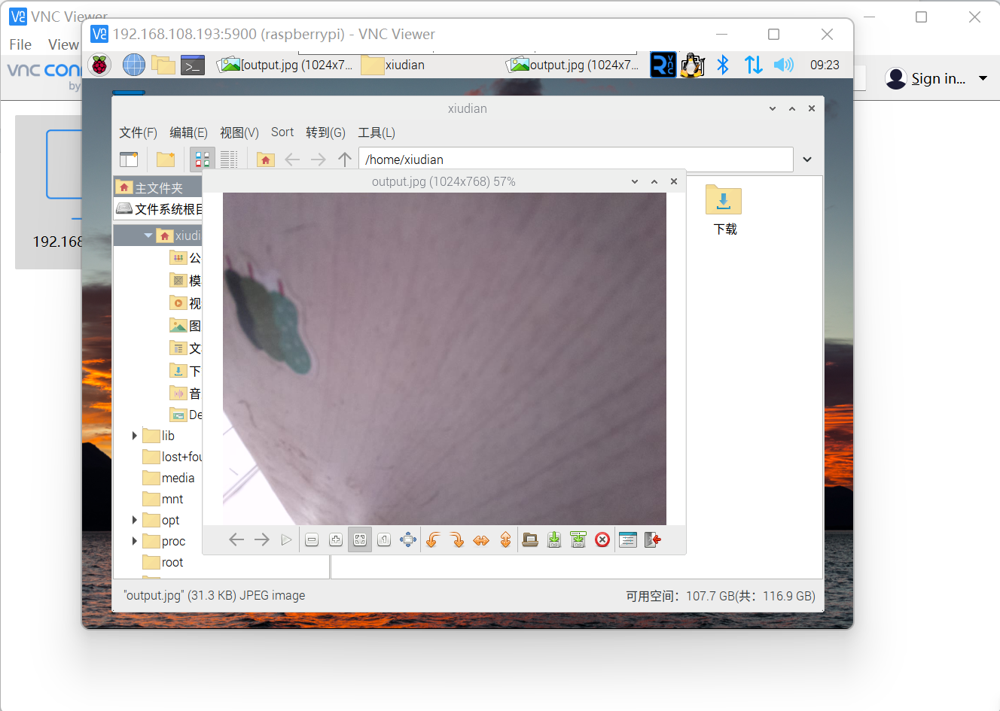 VNC Viewer
File View
vnc conn
by
Sign in...
192.168
192.168.108.193:5900 (raspberrypi) - VNC Viewer
[output.jpg (1024x7... xiudian output.jpg (1024x7... 09:23
xiudian
文件(F) 编辑(E) 视图(V) Sort 转到(G) 工具(L)
/home/xiudian
主文件夹
文件系统根目
xiudi
公
模
视
图
文
下
音
De
lib
lost+fou
media
mnt
opt
proc
root
output.jpg (1024x768) 57%
下载
"output.jpg" (31.3 KB) JPEG image 可用空间：107.7 GB(共：116.9 GB)